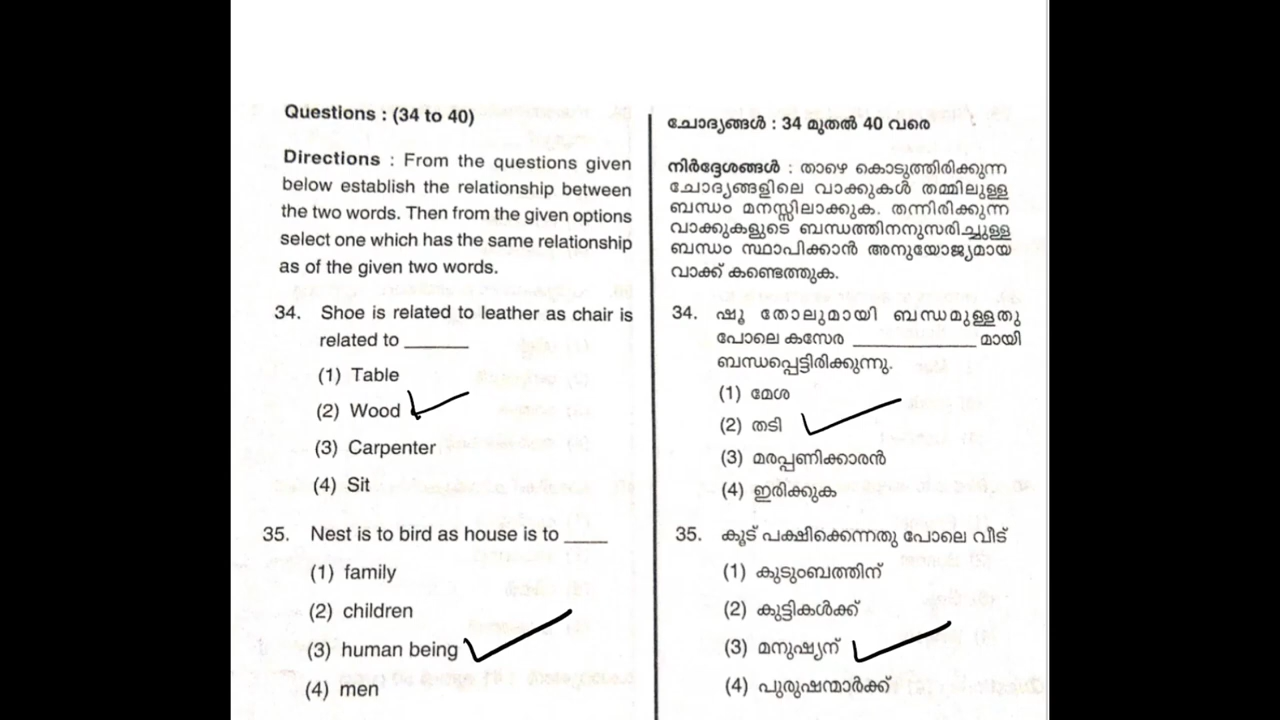 Questions : (34 to 40)
Directions : From the questions given
below establish the relationship between
the two words. Then from the given options
select one which has the same relationship
as of the given two words.
34. Shoe is related to leather as chair is
related to ______
(1) Table
(2) Wood
(3) Carpenter
(4) Sit
35. Nest is to bird as house is to ____
(1) family
(2) children
(3) human being
(4) men
ചോദ്യങ്ങൾ : 34 മുതൽ 40 വരെ
നിർദ്ദേശങ്ങൾ : താഴെ കൊടുത്തിരിക്കുന്ന
ചോദ്യങ്ങളിലെ വാക്കുകൾ തമ്മിലുള്ള
ബന്ധം മനസ്സിലാക്കുക. തന്നിരിക്കുന്ന
വാക്കുകളുടെ ബന്ധത്തിനനുസരിച്ചുള്ള
ബന്ധം സ്ഥാപിക്കാൻ അനുയോജ്യമായ
വാക്ക് കണ്ടെത്തുക.
34. ഷൂ തോലുമായി ബന്ധമുള്ളതു
പോലെ കസേര ____________ മായി
ബന്ധപ്പെട്ടിരിക്കുന്നു.
(1) മേശ
(2) തടി
(3) മരപ്പണിക്കാരൻ
(4) ഇരിക്കുക
35. കൂട് പക്ഷിക്കെന്നതു പോലെ വീട്
(1) കുടുംബത്തിന്
(2) കുട്ടികൾക്ക്
(3) മനുഷ്യന്
(4) പുരുഷന്മാർക്ക്